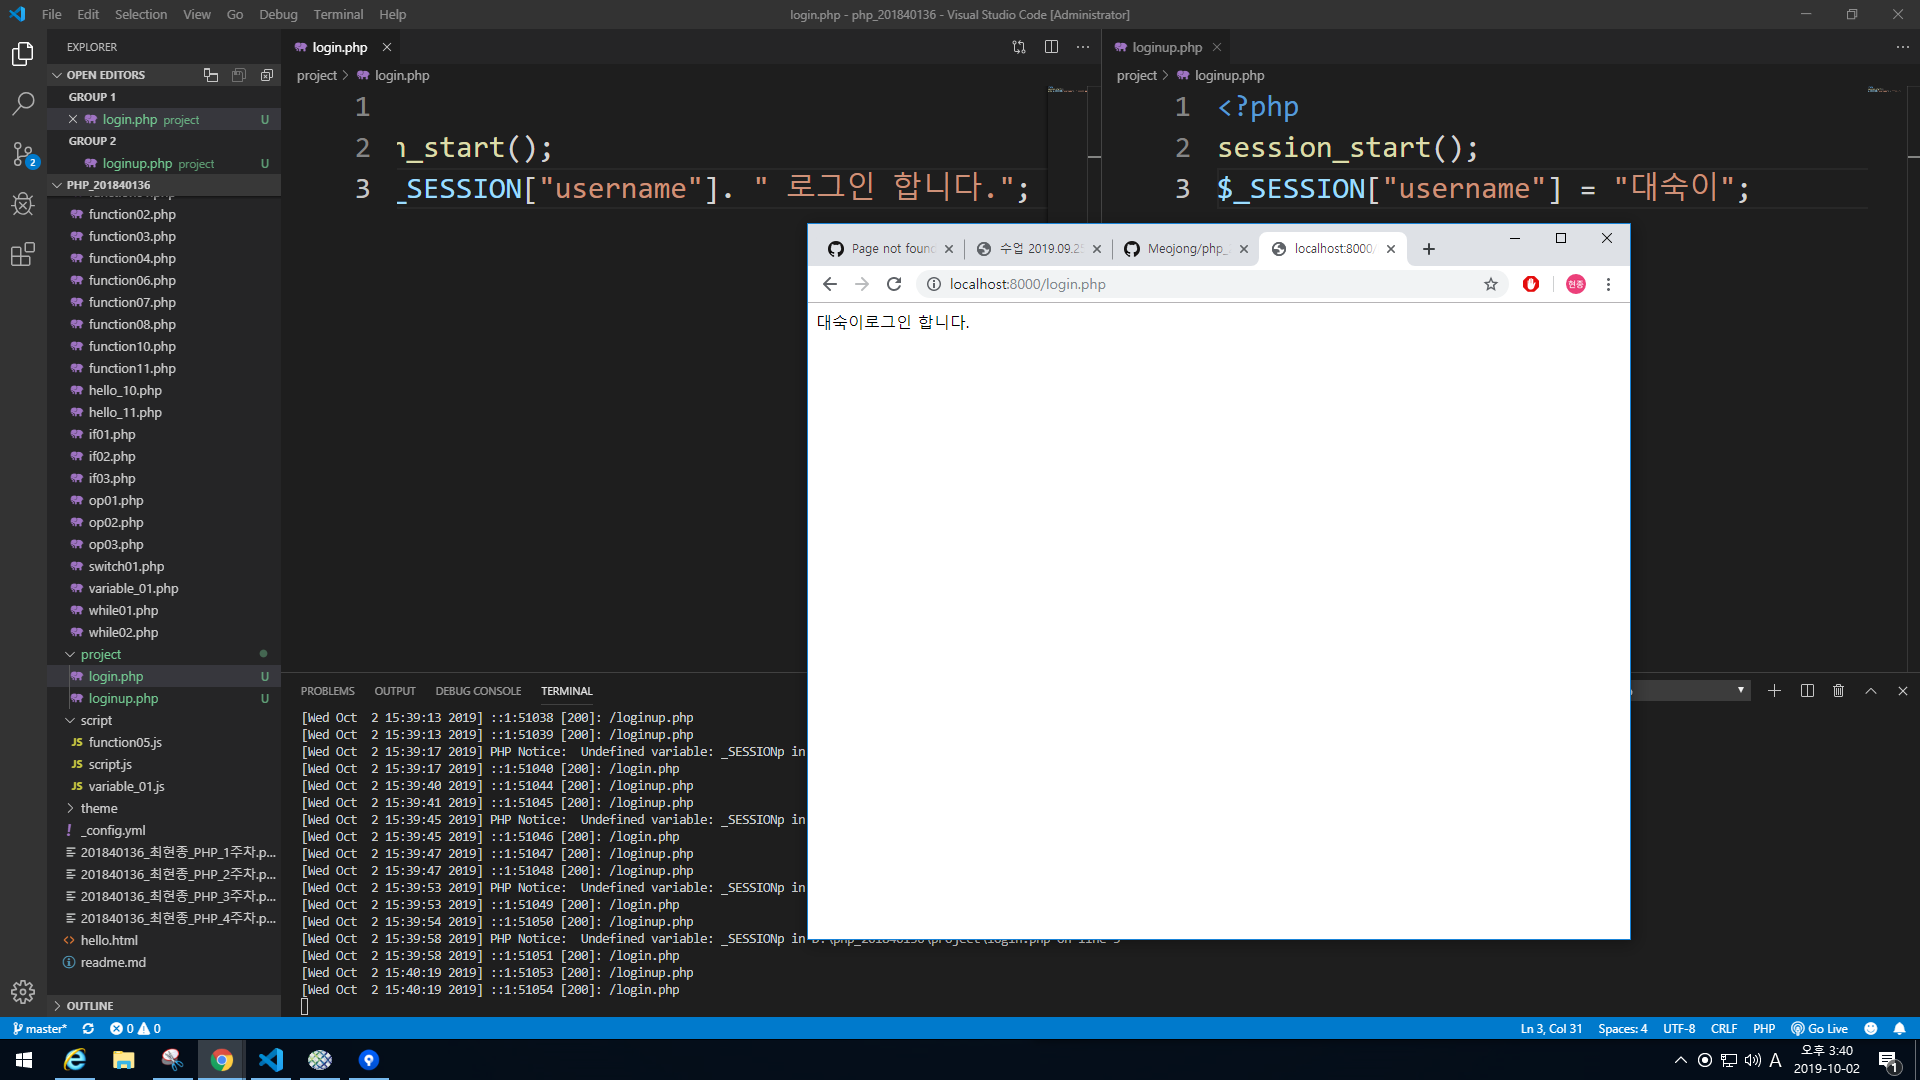 File Edit Selection View Go Debug Terminal Help
login.php - php_201840136 - Visual Studio Code [Administrator]
EXPLORER
OPEN EDITORS
GROUP 1
login.php project U
GROUP 2
loginup.php project U
PHP_201840136
function02.php
function03.php
function04.php
function06.php
function07.php
function08.php
function10.php
function11.php
hello_10.php
hello_11.php
if01.php
if02.php
if03.php
op01.php
op02.php
op03.php
switch01.php
variable_01.php
while01.php
while02.php
project
login.php U
loginup.php U
script
JS function05.js
JS script.js
JS variable_01.js
theme
! _config.yml
201840136_최현종_PHP_1주차.p...
201840136_최현종_PHP_2주차.p...
201840136_최현종_PHP_3주차.p...
201840136_최현종_PHP_4주차.p...
<> hello.html
readme.md
OUTLINE
2
login.php
project > login.php
1
2 n_start();
3 _SESSION["username"]. " 로그인 합니다.";
loginup.php
project > loginup.php
1 <?php
2 session_start();
3 $_SESSION["username"] = "대숙이";
Page not foun
수업 2019.09.25
Meojong/php_
localhost:8000/
localhost:8000/login.php
현종
대숙이로그인 합니다.
PROBLEMS OUTPUT DEBUG CONSOLE TERMINAL
[Wed Oct  2 15:39:13 2019] ::1:51038 [200]: /loginup.php
[Wed Oct  2 15:39:13 2019] ::1:51039 [200]: /loginup.php
[Wed Oct  2 15:39:17 2019] PHP Notice:  Undefined variable: _SESSIONp in
[Wed Oct  2 15:39:17 2019] ::1:51040 [200]: /login.php
[Wed Oct  2 15:39:40 2019] ::1:51044 [200]: /loginup.php
[Wed Oct  2 15:39:41 2019] ::1:51045 [200]: /loginup.php
[Wed Oct  2 15:39:45 2019] PHP Notice:  Undefined variable: _SESSIONp in
[Wed Oct  2 15:39:45 2019] ::1:51046 [200]: /login.php
[Wed Oct  2 15:39:47 2019] ::1:51047 [200]: /loginup.php
[Wed Oct  2 15:39:47 2019] ::1:51048 [200]: /loginup.php
[Wed Oct  2 15:39:53 2019] PHP Notice:  Undefined variable: _SESSIONp in
[Wed Oct  2 15:39:53 2019] ::1:51049 [200]: /login.php
[Wed Oct  2 15:39:54 2019] ::1:51050 [200]: /loginup.php
[Wed Oct  2 15:39:58 2019] PHP Notice:  Undefined variable: _SESSIONp in D:\php_201840136\project\login.php on line 3
[Wed Oct  2 15:39:58 2019] ::1:51051 [200]: /login.php
[Wed Oct  2 15:40:19 2019] ::1:51053 [200]: /loginup.php
[Wed Oct  2 15:40:19 2019] ::1:51054 [200]: /login.php
master* 0 0
Ln 3, Col 31 Spaces: 4 UTF-8 CRLF PHP Go Live
A
오후 3:40
2019-10-02
1